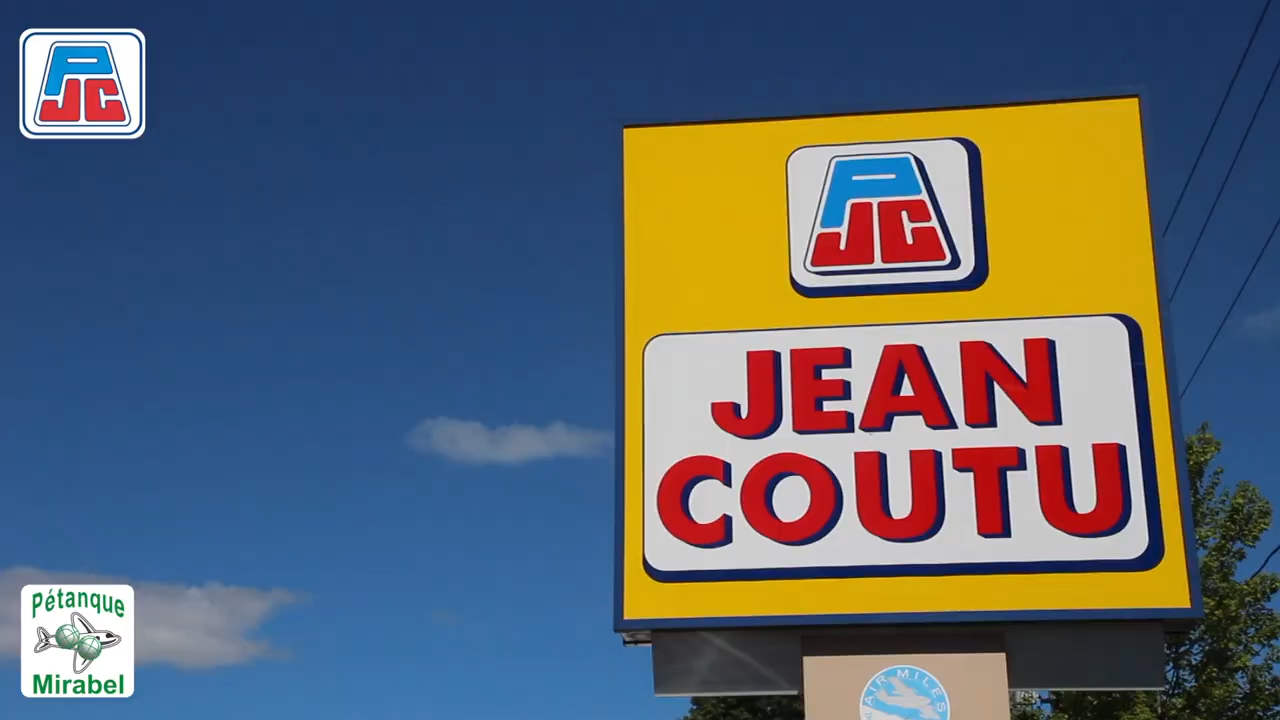 PJC
PJC
JEAN
COUTU
Pétanque
Mirabel
AIR MILES